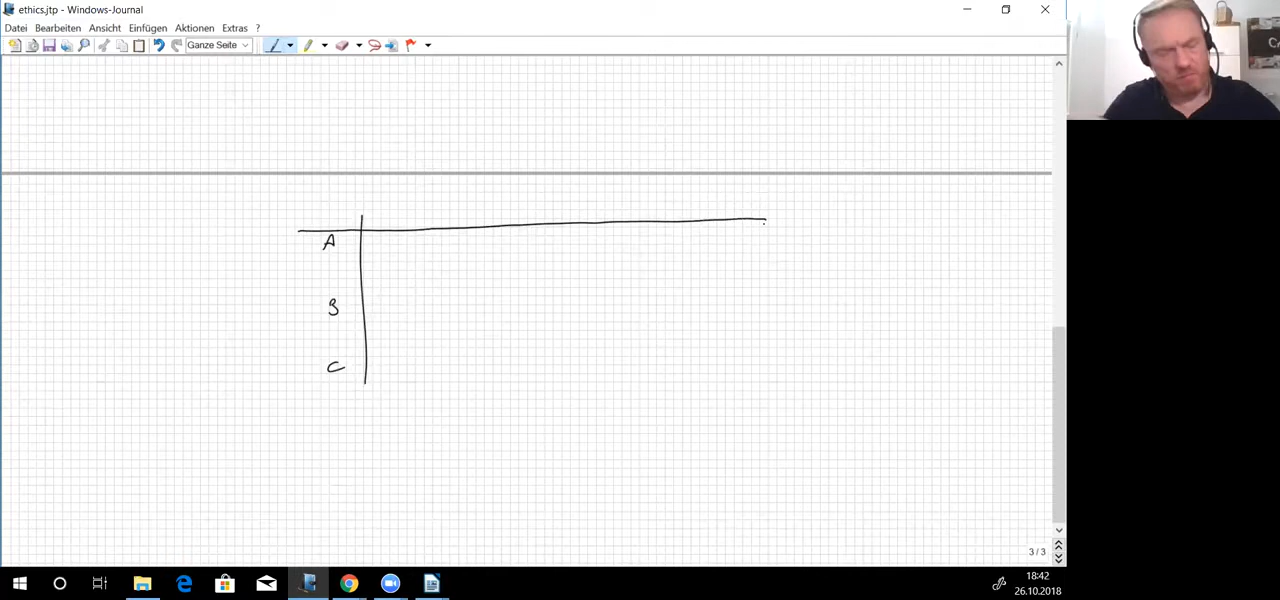 ethics.jtp - Windows-Journal
Datei Bearbeiten Ansicht Einfügen Aktionen Extras ?
Ganze Seite
A
B
C
3 / 3
18:42
26.10.2018